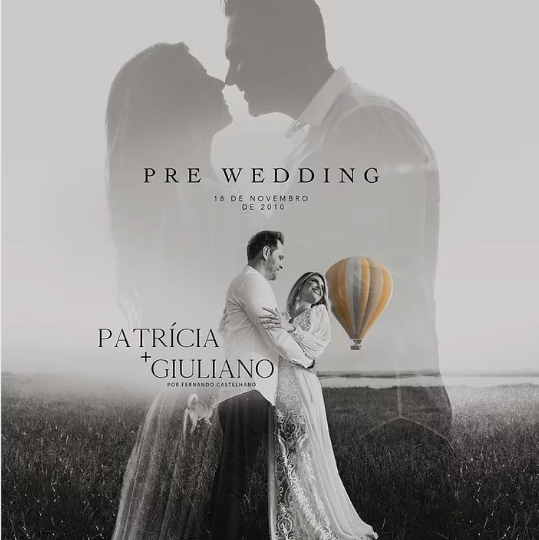 PRE WEDDING
18 DE NOVEMBRO
DE 2010
PATRÍCIA
+
GIULIANO
POR FERNANDO CASTELHANO